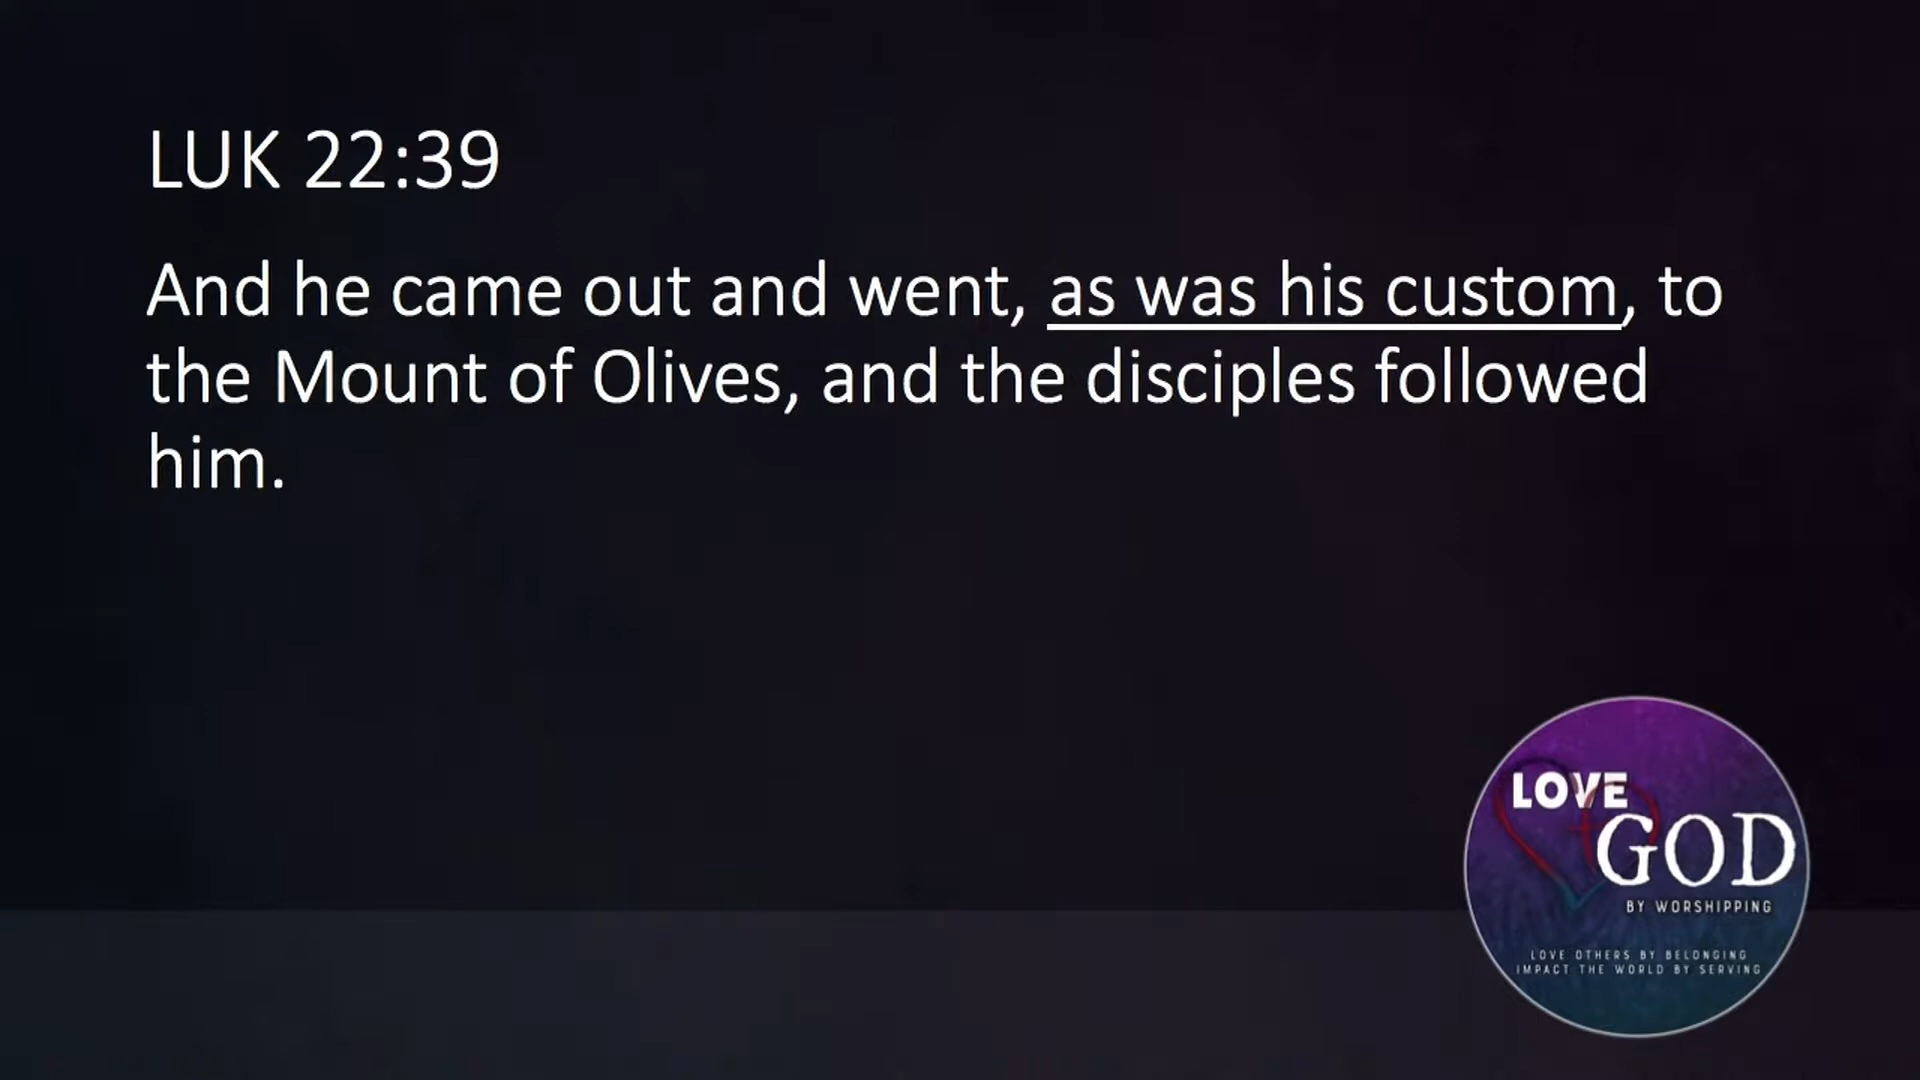 LUK 22:39
And he came out and went, as was his custom, to
the Mount of Olives, and the disciples followed
him.
LOVE
GOD
BY WORSHIPPING
LOVE OTHERS BY BELONGING
IMPACT THE WORLD BY SERVING